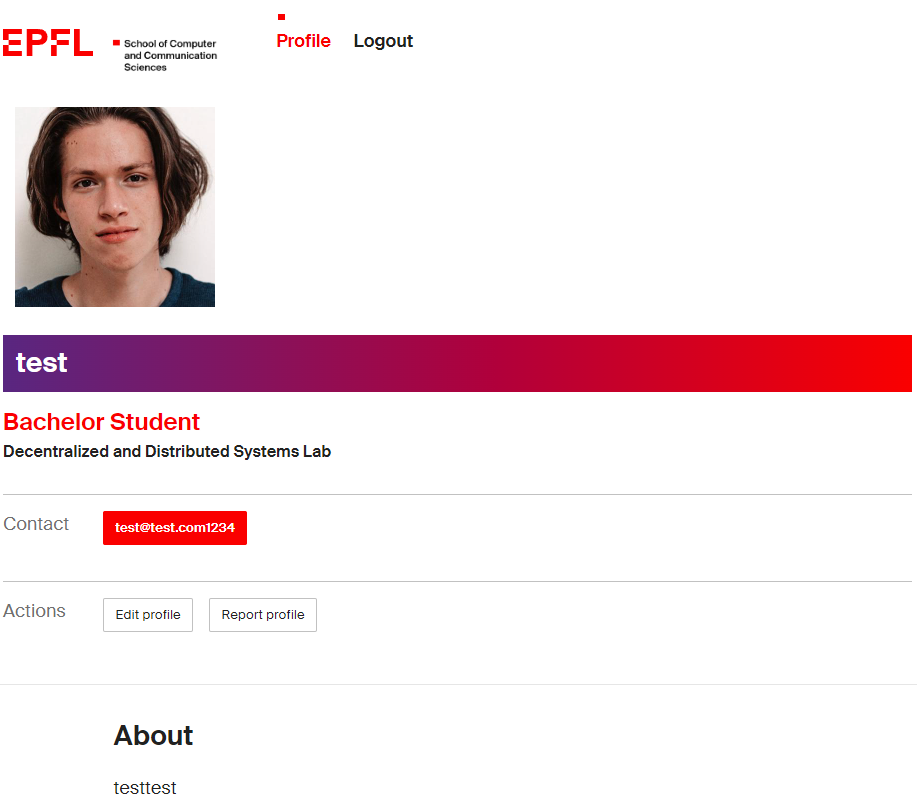 EPFL
School of Computer
and Communication
Sciences
Profile Logout
test
Bachelor Student
Decentralized and Distributed Systems Lab
Contact test@test.com1234
Actions Edit profile Report profile
About
testtest